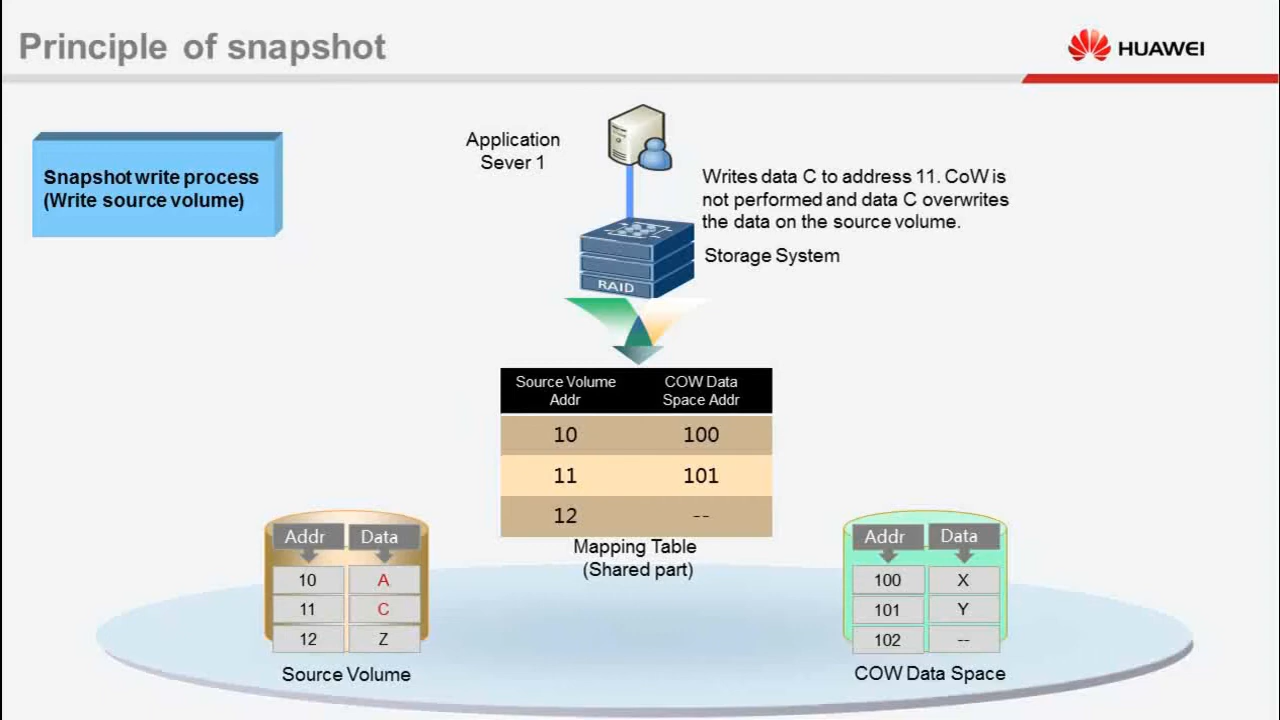 Principle of snapshot
HUAWEI
Snapshot write process
(Write source volume)
Application
Sever 1
Writes data C to address 11. CoW is
not performed and data C overwrites
the data on the source volume.
Storage System
RAID
Source Volume COW Data
Addr Space Addr
10 100
11 101
12 --
Mapping Table
(Shared part)
Addr Data
10 A
11 C
12 Z
Source Volume
Addr Data
100 X
101 Y
102 --
COW Data Space